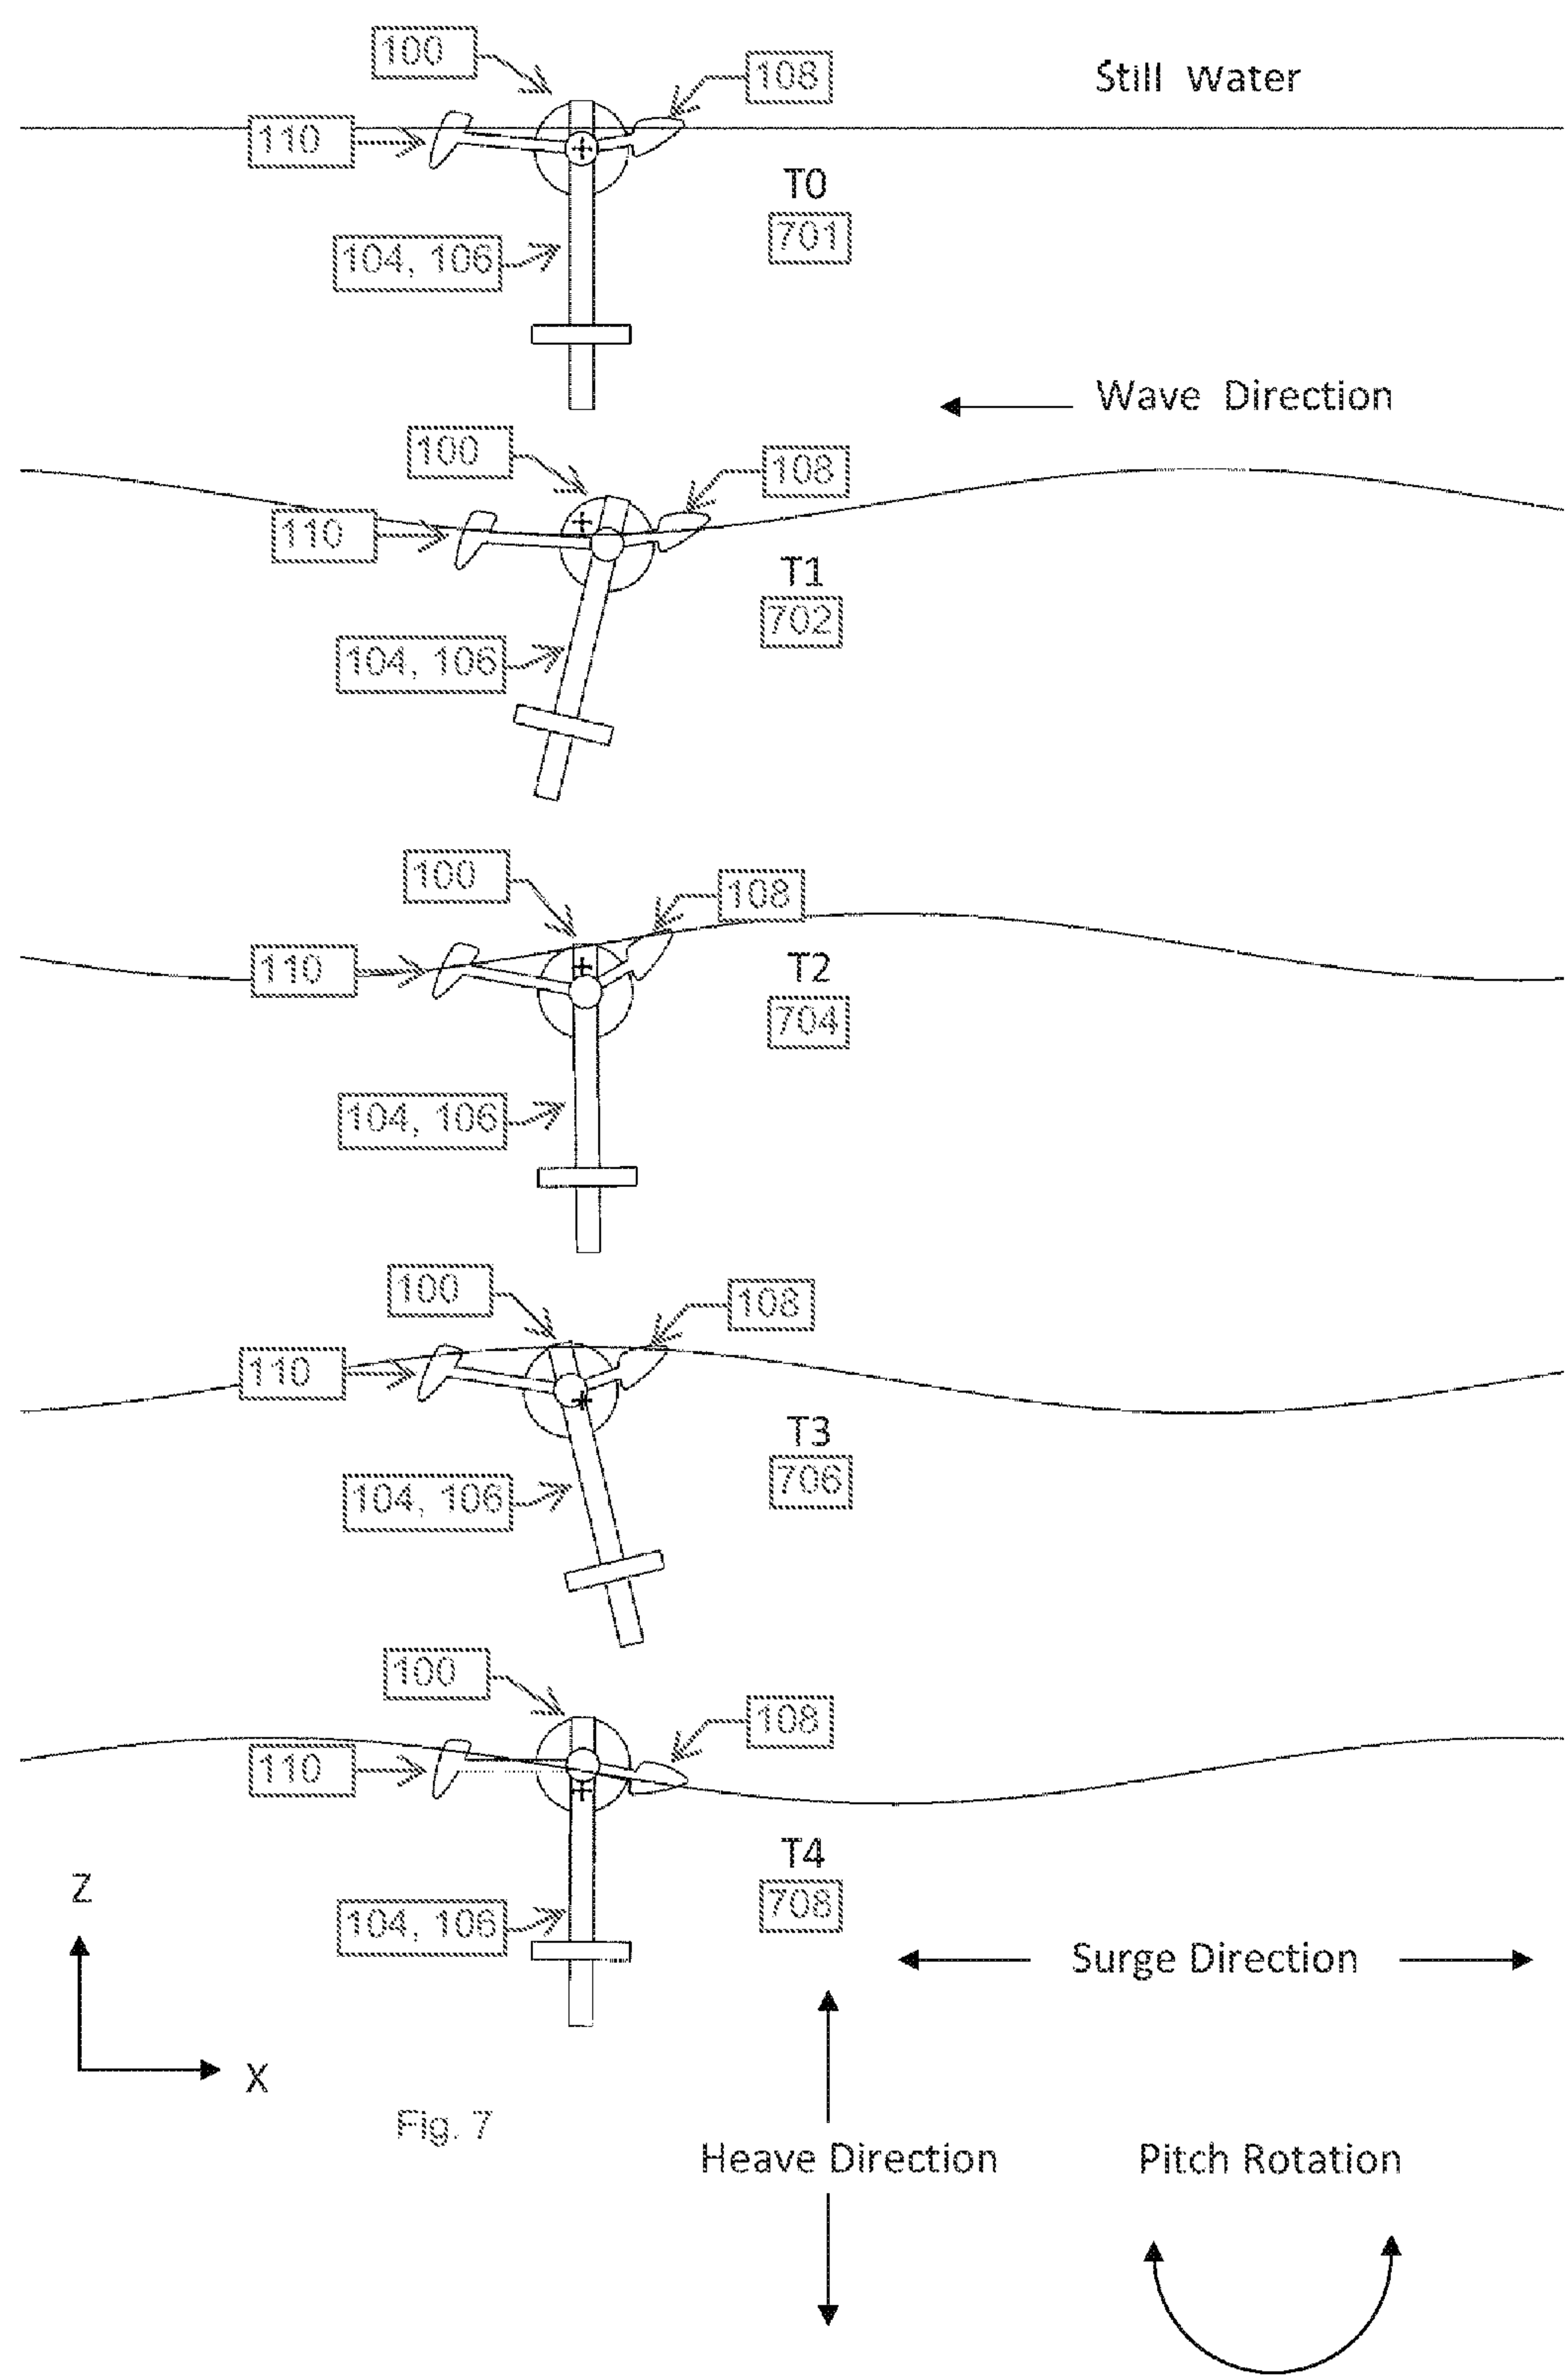 100
108
Still Water
110
T0
701
104, 106
Wave Direction
100
108
110
T1
702
104, 106
100
108
110
T2
704
104, 106
100
108
110
T3
706
104, 106
100
108
110
T4
708
104, 106
Z
Surge Direction
X
Fig. 7
Heave Direction
Pitch Rotation